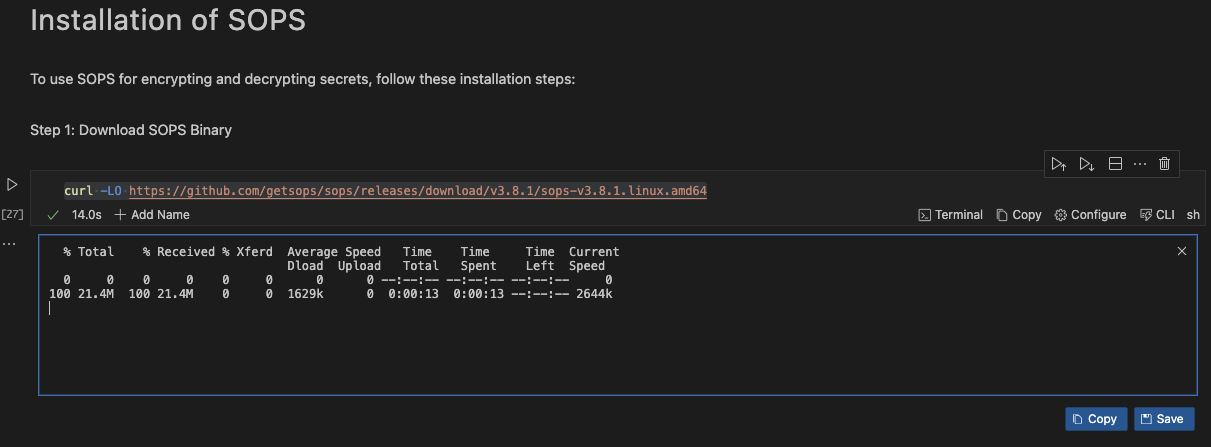 Installation of SOPS
To use SOPS for encrypting and decrypting secrets, follow these installation steps:
Step 1: Download SOPS Binary
curl -LO https://github.com/getsops/sops/releases/download/v3.8.1/sops-v3.8.1.linux.amd64
[27] 14.0s Add Name Terminal Copy Configure CLI sh
% Total % Received % Xferd Average Speed Time Time Time Current
Dload Upload Total Spent Left Speed
0 0 0 0 0 0 0 0 --:--:-- --:--:-- --:--:-- 0
100 21.4M 100 21.4M 0 0 1629k 0 0:00:13 0:00:13 --:--:-- 2644k
Copy Save